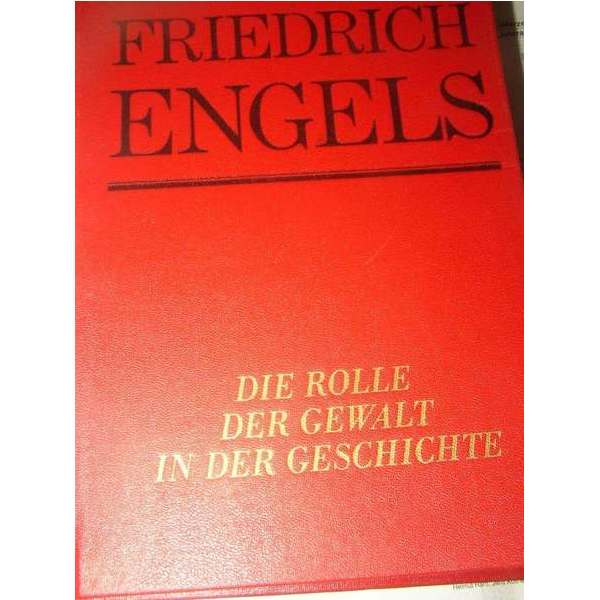 FRIEDRICH
ENGELS
DIE ROLLE
DER GEWALT
IN DER GESCHICHTE